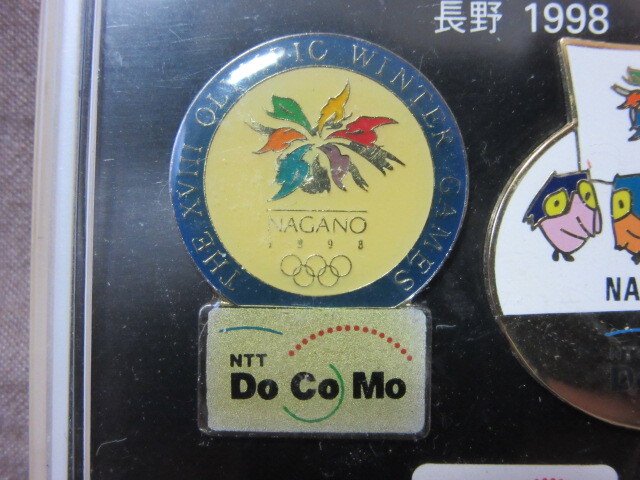 長野 1998
THE XVIII OLYMPIC WINTER GAMES
NAGANO
1998
NTT
Do Co Mo
NA